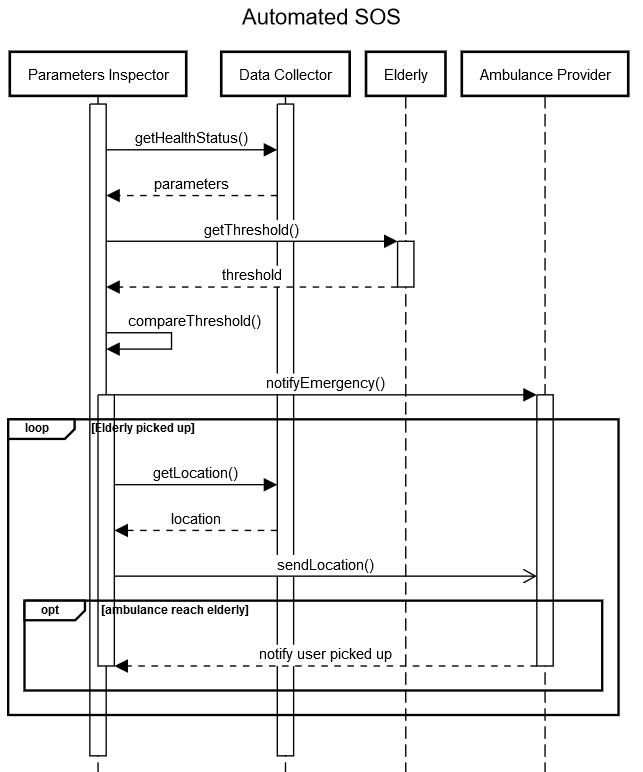 Automated SOS
Parameters Inspector
Data Collector
Elderly
Ambulance Provider
getHealthStatus()
parameters
getThreshold()
threshold
compareThreshold()
notifyEmergency()
loop
[Elderly picked up]
getLocation()
location
sendLocation()
opt
[ambulance reach elderly]
notify user picked up